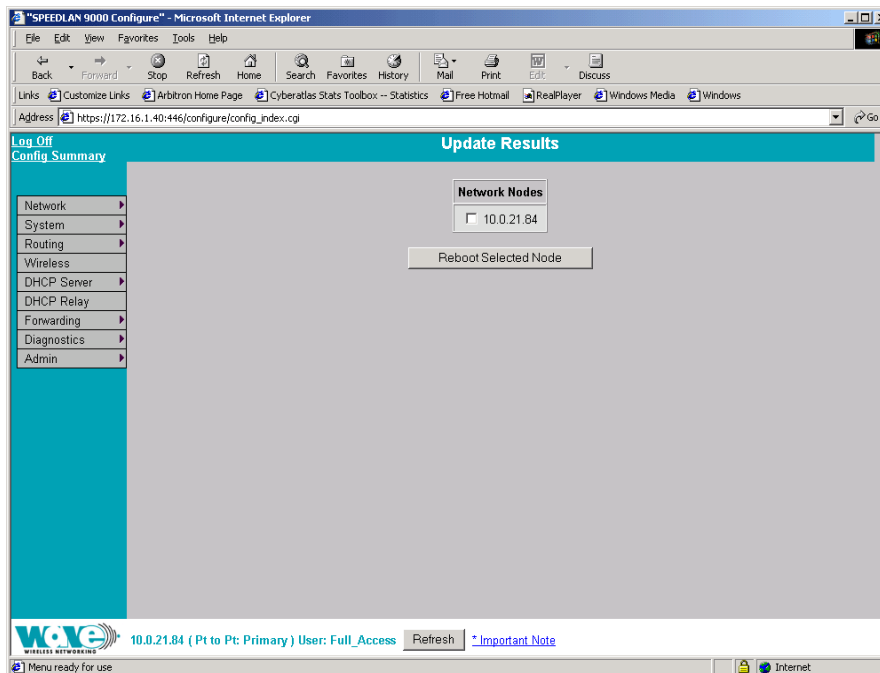 "SPEEDLAN 9000 Configure" - Microsoft Internet Explorer
File Edit View Favorites Tools Help
Back Forward Stop Refresh Home Search Favorites History Mail Print Edit Discuss
Links Customize Links Arbitron Home Page Cyberatlas Stats Toolbox -- Statistics Free Hotmail RealPlayer Windows Media Windows
Address https://172.16.1.40:446/configure/config_index.cgi Go
Log Off
Config Summary
Update Results
Network Nodes
10.0.21.84
Reboot Selected Node
Network
System
Routing
Wireless
DHCP Server
DHCP Relay
Forwarding
Diagnostics
Admin
WAVE
WIRELESS NETWORKING
10.0.21.84 ( Pt to Pt: Primary ) User: Full_Access Refresh * Important Note
Menu ready for use Internet